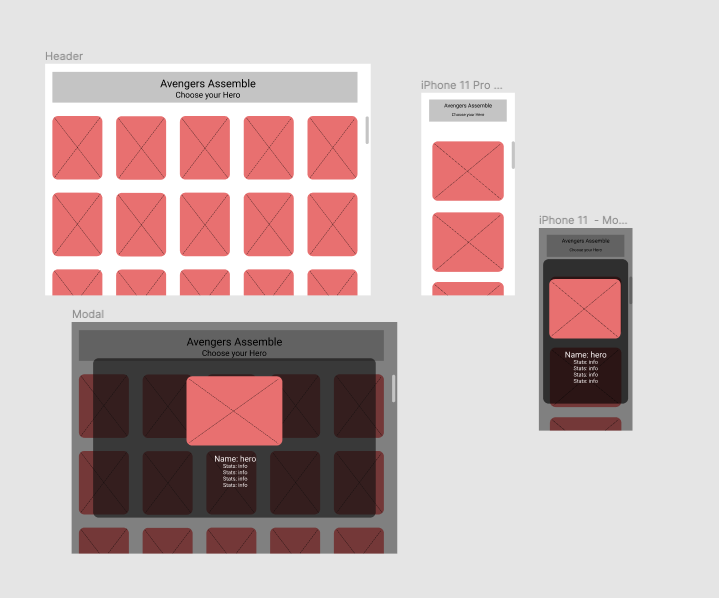 Header
Avengers Assemble
Choose your Hero
iPhone 11 Pro ...
Avengers Assemble
Choose your Hero
iPhone 11 - Mo...
Avengers Assemble
Choose your Hero
Name: hero
Stats: info
Stats: info
Stats: info
Stats: info
Modal
Avengers Assemble
Choose your Hero
Name: hero
Stats: info
Stats: info
Stats: info
Stats: info